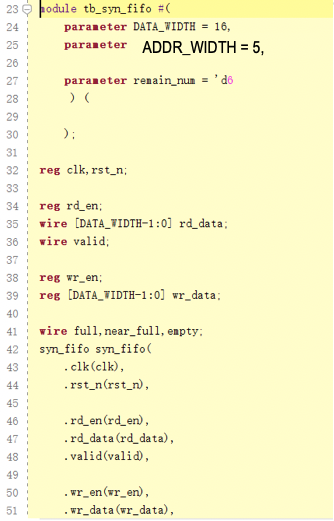 23 module tb_syn_fifo #(
24 parameter DATA_WIDTH = 16,
25 parameter ADDR_WIDTH = 5,
26
27 parameter remain_num = 'd6
28 ) (
29
30 );
31
32 reg clk,rst_n;
33
34 reg rd_en;
35 wire [DATA_WIDTH-1:0] rd_data;
36 wire valid;
37
38 reg wr_en;
39 reg [DATA_WIDTH-1:0] wr_data;
40
41 wire full,near_full,empty;
42 syn_fifo syn_fifo(
43 .clk(clk),
44 .rst_n(rst_n),
45
46 .rd_en(rd_en),
47 .rd_data(rd_data),
48 .valid(valid),
49
50 .wr_en(wr_en),
51 .wr_data(wr_data),